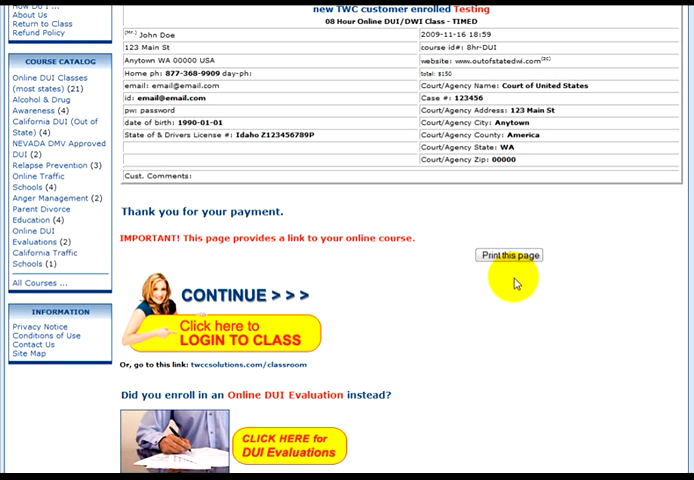 How Do I ...
About Us
Return to Class
Refund Policy
COURSE CATALOG
Online DUI Classes
(most states) (21)
Alcohol & Drug
Awareness (4)
California DUI (Out of
State) (4)
NEVADA DMV Approved
DUI (2)
Relapse Prevention (3)
Online Traffic
Schools (4)
Anger Management (2)
Parent Divorce
Education (4)
Online DUI
Evaluations (2)
California Traffic
Schools (1)
All Courses ...
INFORMATION
Privacy Notice
Conditions of Use
Contact Us
Site Map
new TWC customer enrolled Testing
08 Hour Online DUI/DWI Class - TIMED
(Mr.) John Doe
2009-11-16 18:59
123 Main St
course id#: 8hr-DUI
Anytown WA 00000 USA
website: www.outofstatedwi.com
Home ph: 877-368-9909 day-ph:
total: $150
email: email@email.com
Court/Agency Name: Court of United States
id: email@email.com
Case #: 123456
pw: password
Court/Agency Address: 123 Main St
date of birth: 1990-01-01
Court/Agency City: Anytown
State of & Drivers License #: Idaho Z123456789P
Court/Agency County: America
Court/Agency State: WA
Court/Agency Zip: 00000
Cust. Comments:
Thank you for your payment.
IMPORTANT! This page provides a link to your online course.
Print this page
CONTINUE > > >
Click here to
LOGIN TO CLASS
Or, go to this link: twccsolutions.com/classroom
Did you enroll in an Online DUI Evaluation instead?
CLICK HERE for
DUI Evaluations